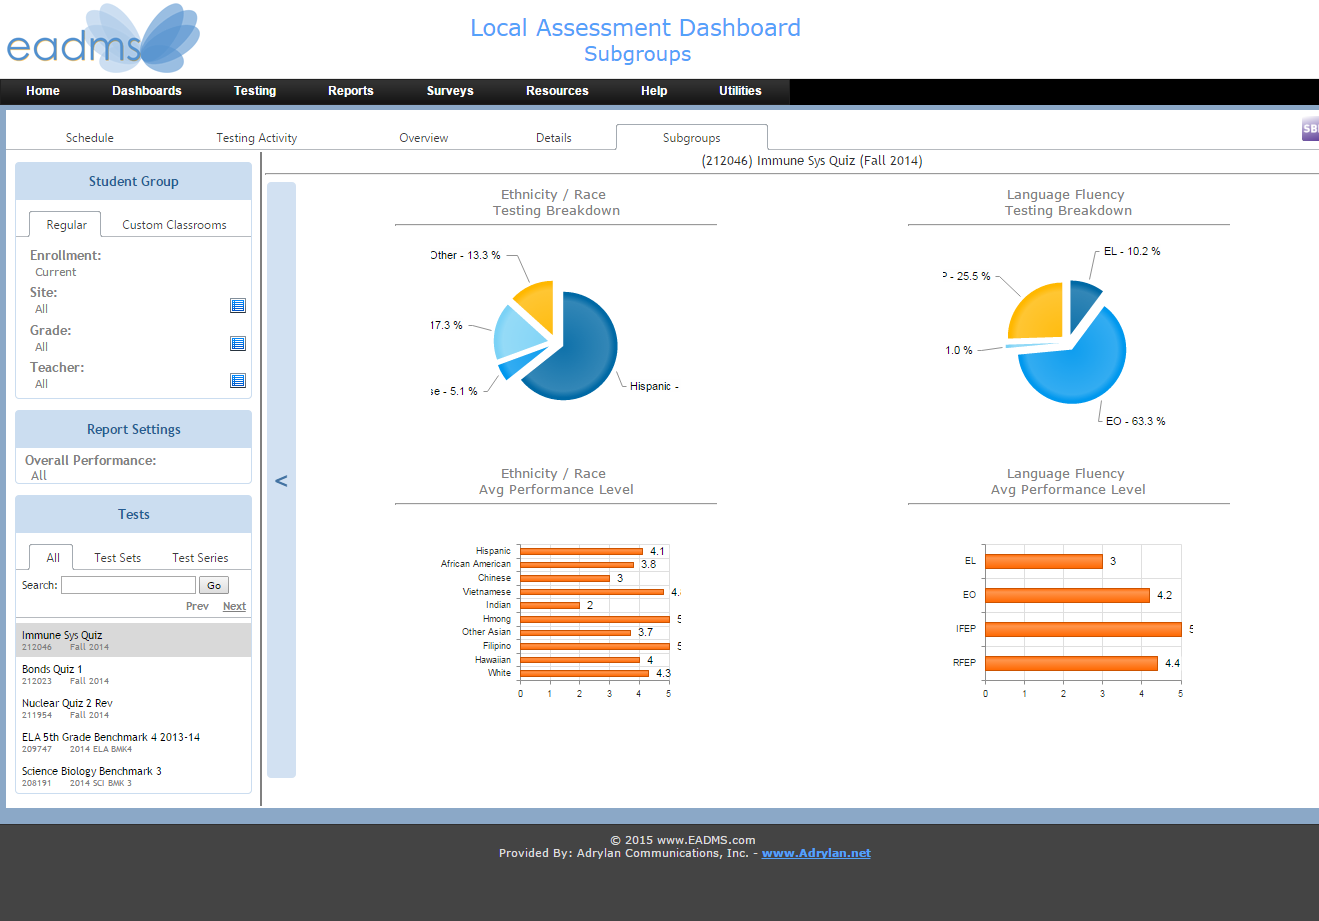 eadms
Local Assessment Dashboard
Subgroups
Home Dashboards Testing Reports Surveys Resources Help Utilities
Schedule Testing Activity Overview Details Subgroups
(212046) Immune Sys Quiz (Fall 2014)
Student Group
Regular Custom Classrooms
Enrollment:
Current
Site:
All
Grade:
All
Teacher:
All
Report Settings
Overall Performance:
All
Tests
All Test Sets Test Series
Search: Go
Prev Next
Immune Sys Quiz
212046 Fall 2014
Bonds Quiz 1
212023 Fall 2014
Nuclear Quiz 2 Rev
211954 Fall 2014
ELA 5th Grade Benchmark 4 2013-14
209747 2014 ELA BMK4
Science Biology Benchmark 3
208191 2014 SCI BMK 3
<
Ethnicity / Race
Testing Breakdown
Other - 13.3 %
17.3 %
se - 5.1 %
Hispanic -
Language Fluency
Testing Breakdown
EL - 10.2 %
P - 25.5 %
1.0 %
EO - 63.3 %
Ethnicity / Race
Avg Performance Level
Hispanic 4.1
African American 3.8
Chinese 3
Vietnamese 4.
Indian 2
Hmong 5
Other Asian 3.7
Filipino 5
Hawaiian 4
White 4.3
0 1 2 3 4 5
Language Fluency
Avg Performance Level
EL 3
EO 4.2
IFEP 5
RFEP 4.4
0 1 2 3 4 5
© 2015 www.EADMS.com
Provided By: Adrylan Communications, Inc. - www.Adrylan.net